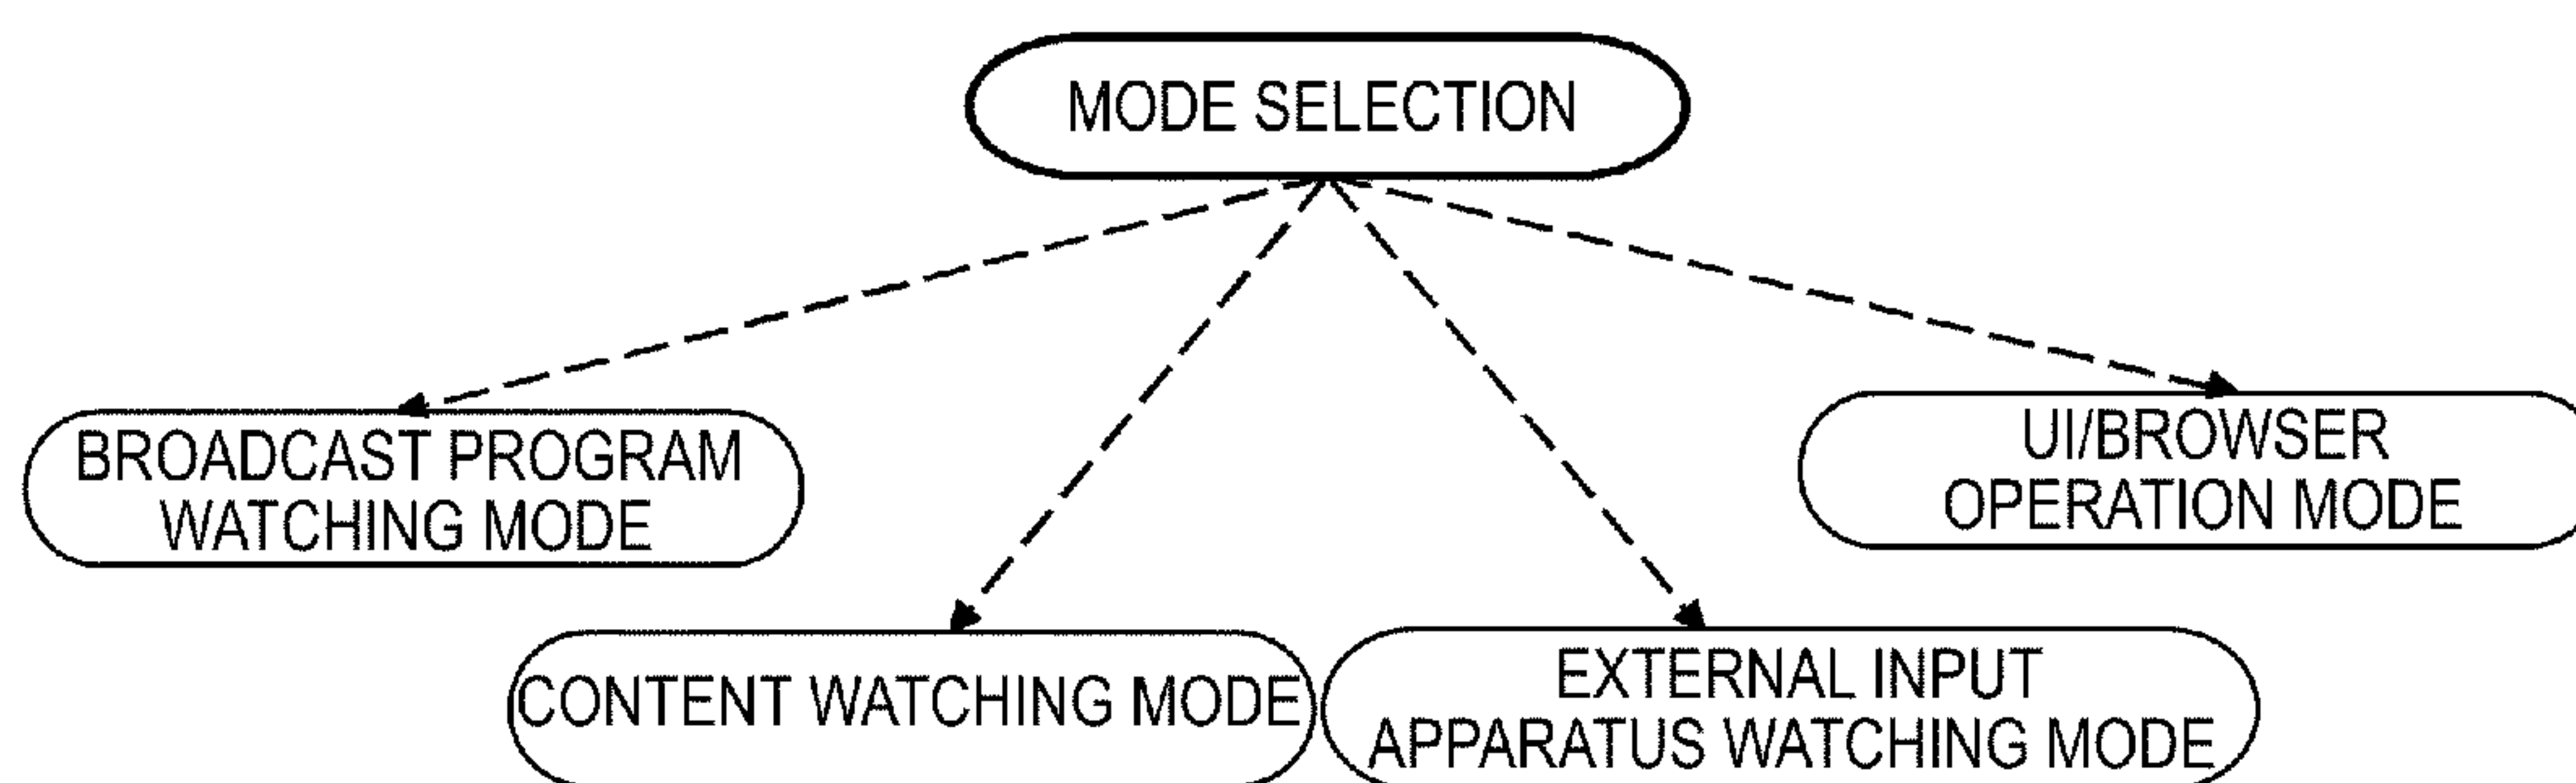 MODE SELECTION
BROADCAST PROGRAM
WATCHING MODE
UI/BROWSER
OPERATION MODE
CONTENT WATCHING MODE
EXTERNAL INPUT
APPARATUS WATCHING MODE